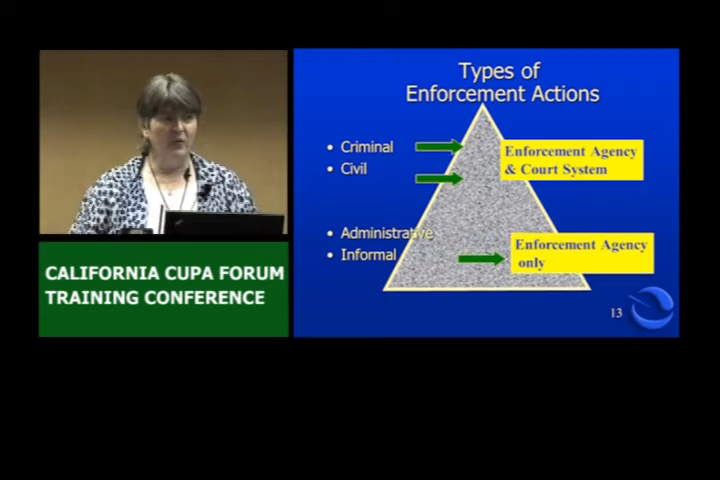 CALIFORNIA CUPA FORUM
TRAINING CONFERENCE
Types of
Enforcement Actions
• Criminal
• Civil
Enforcement Agency
& Court System
• Administrative
• Informal
Enforcement Agency
only
13